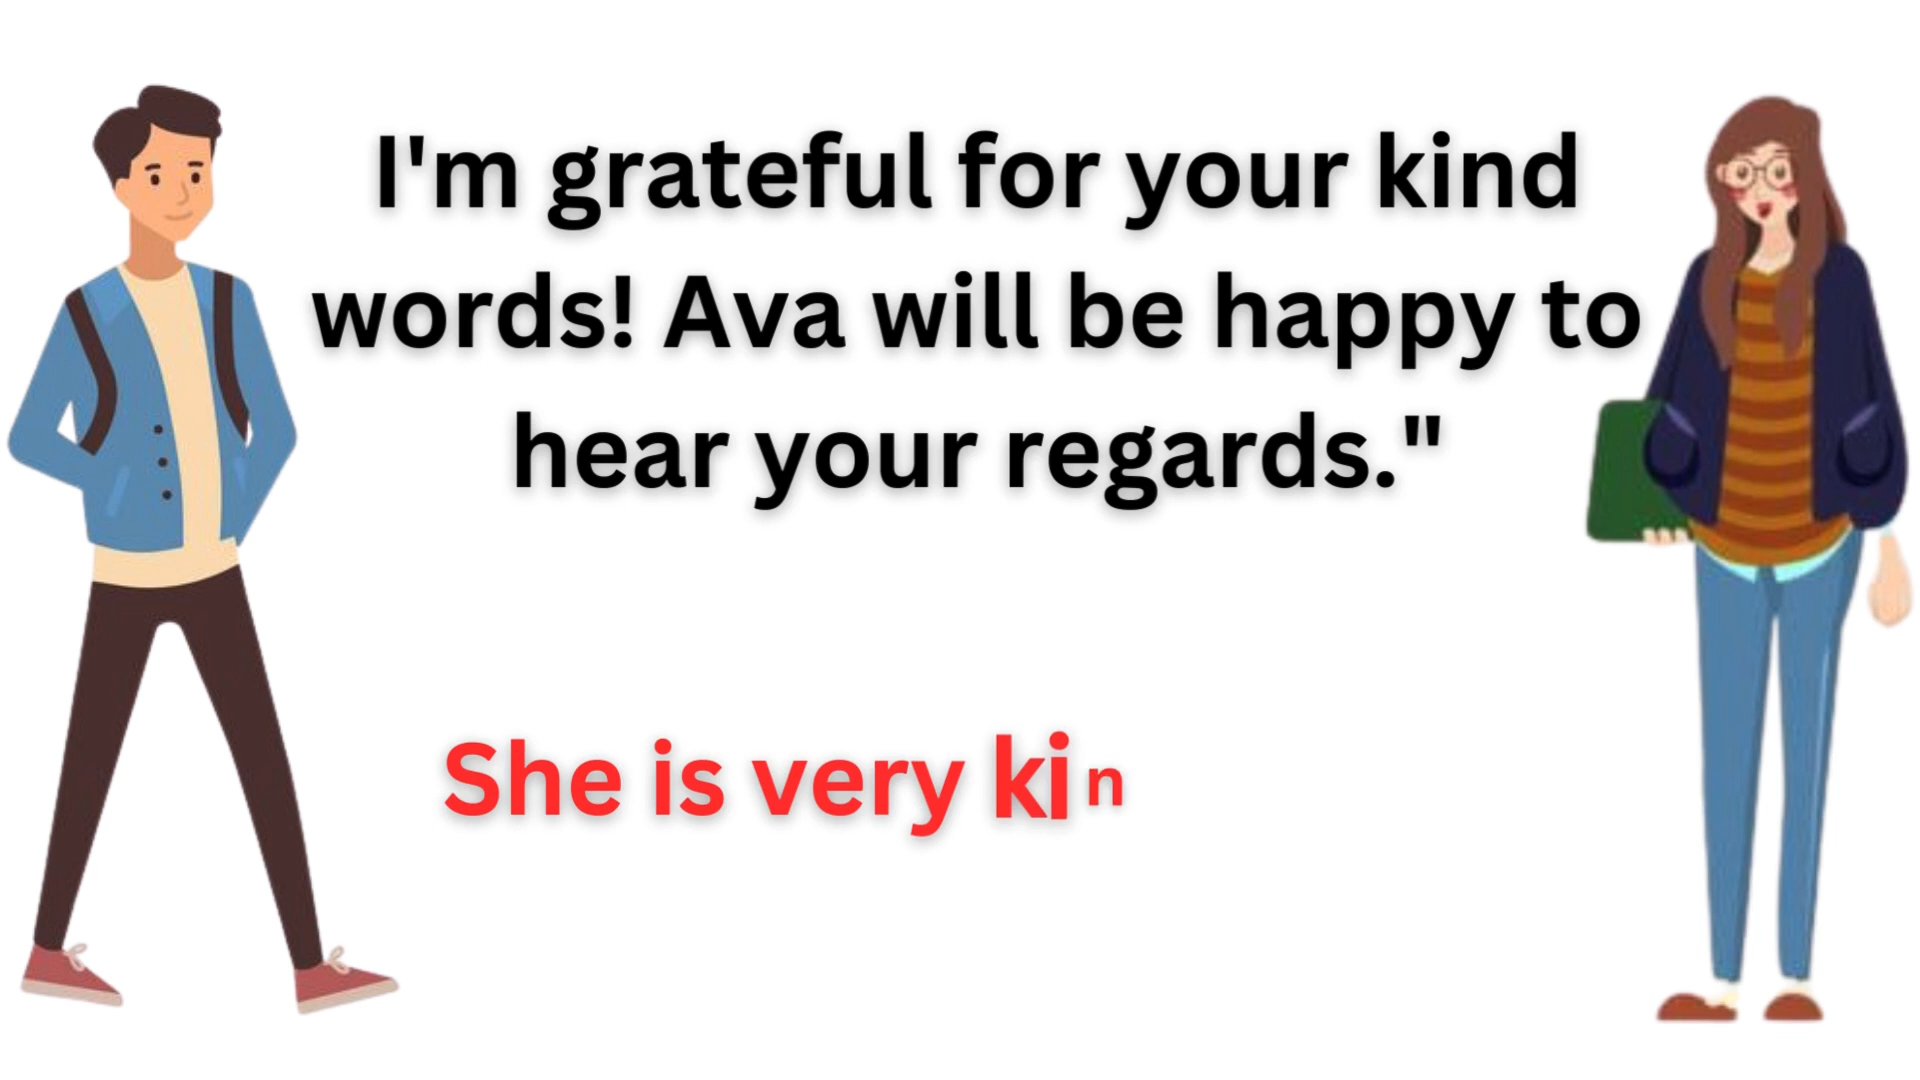 I'm grateful for your kind
words! Ava will be happy to
hear your regards."
She is very kin